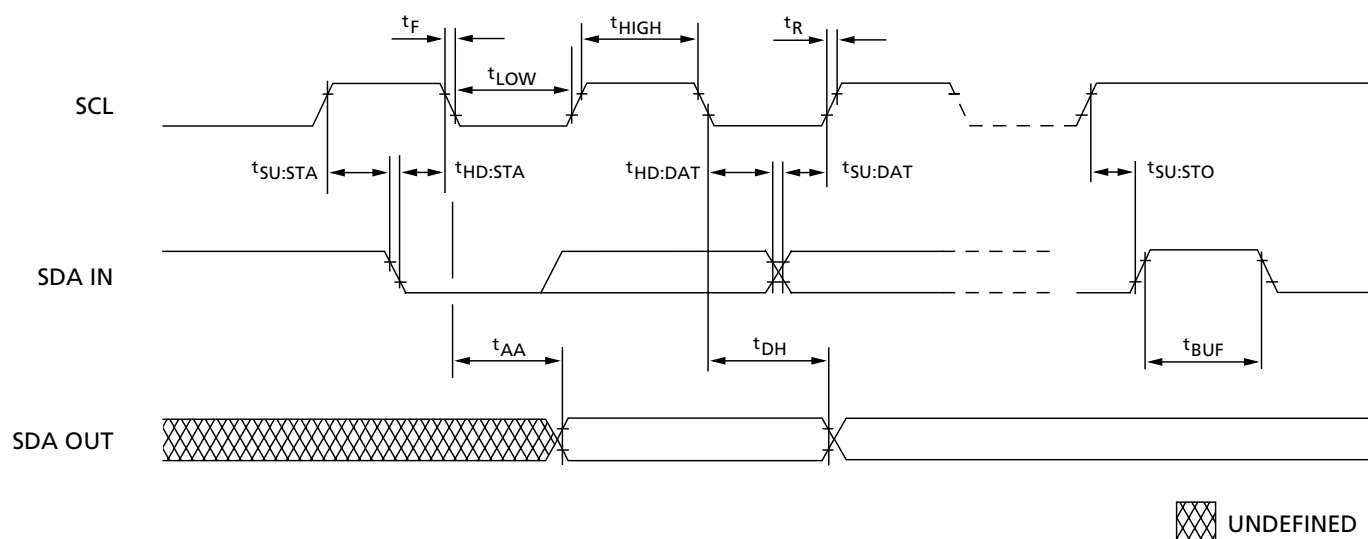 tF
tHIGH
tR
tLOW
SCL
tSU:STA
tHD:STA
tHD:DAT
tSU:DAT
tSU:STO
SDA IN
tAA
tDH
tBUF
SDA OUT
UNDEFINED